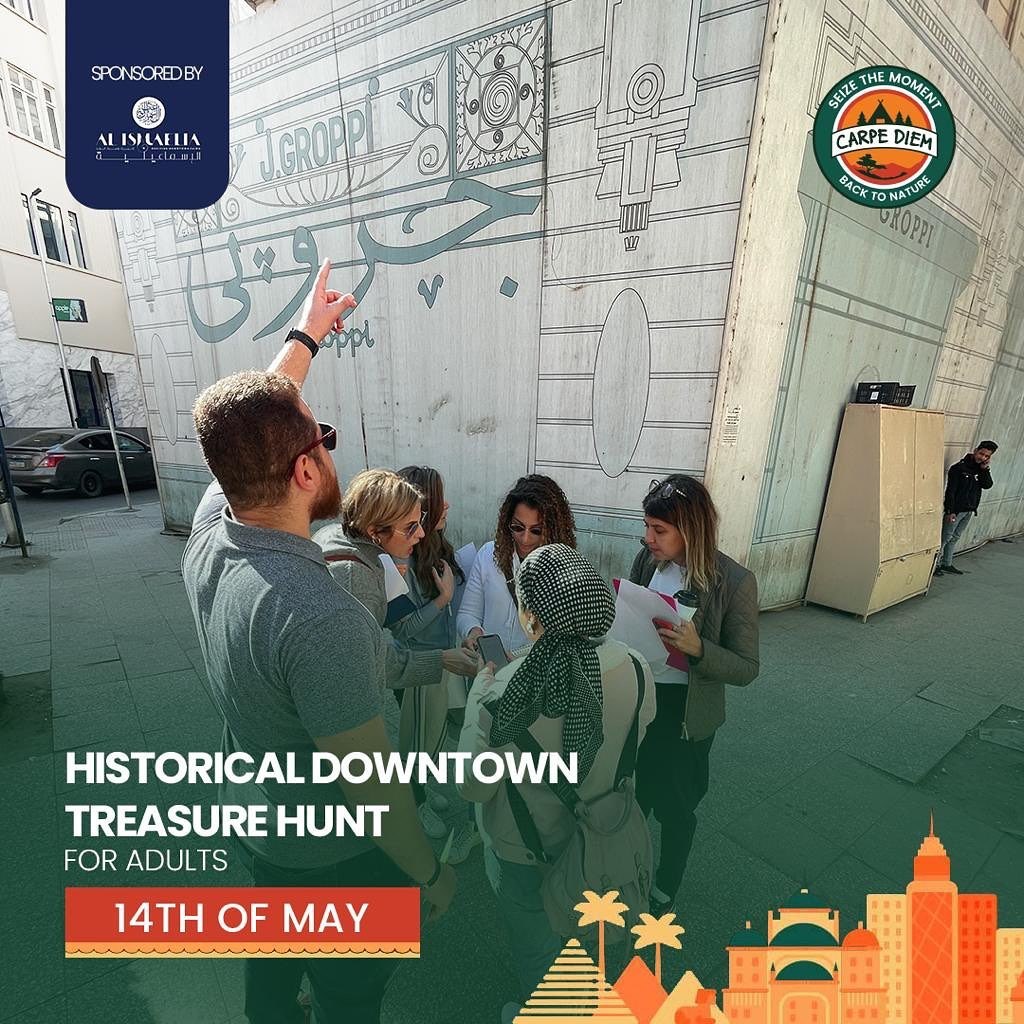 SPONSORED BY
AL ISMAELIA
الإسماعيلية
SEIZE THE MOMENT
CARPE DIEM
BACK TO NATURE
J.GROPPI
جروپي
Groppi
GROPPI
HISTORICAL DOWNTOWN
TREASURE HUNT
FOR ADULTS
14TH OF MAY